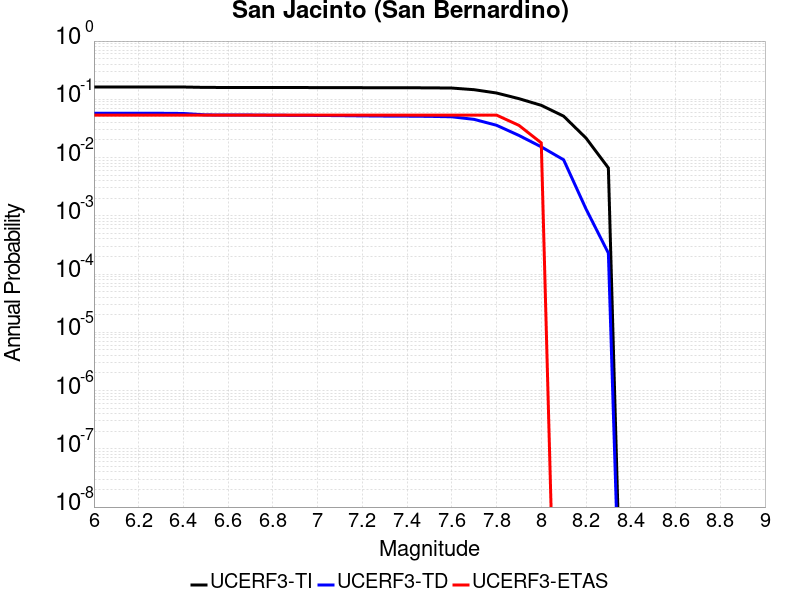 San Jacinto (San Bernardino)
10^0
10^-1
10^-2
10^-3
10^-4
10^-5
10^-6
10^-7
10^-8
Annual Probability
6 6.2 6.4 6.6 6.8 7 7.2 7.4 7.6 7.8 8 8.2 8.4 8.6 8.8 9
Magnitude
UCERF3-TI UCERF3-TD UCERF3-ETAS